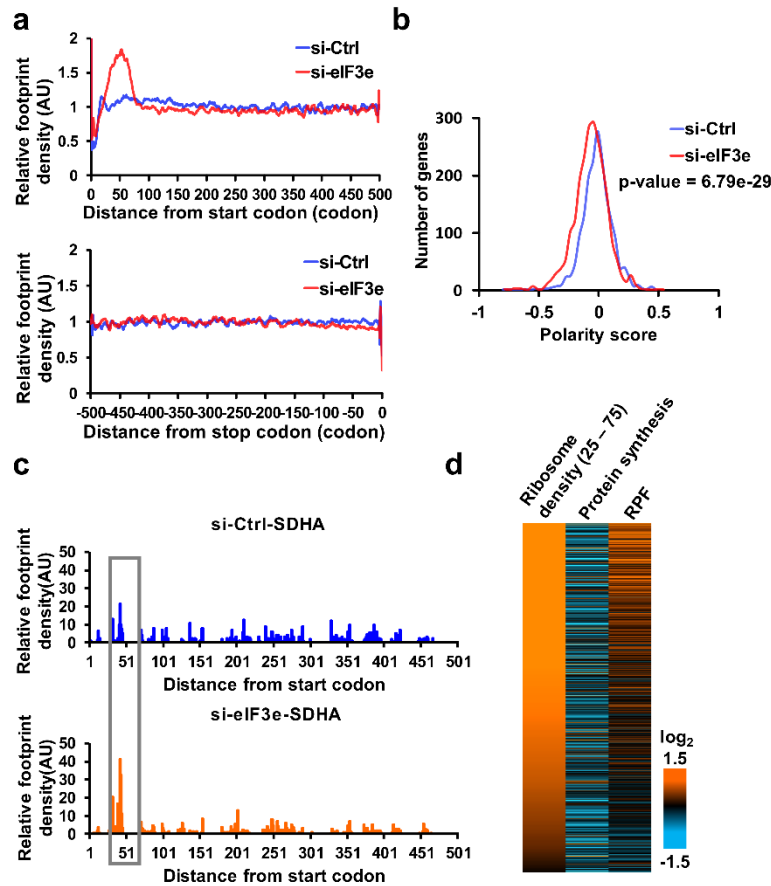 a
Relative footprint
density (AU)
2
1.5
1
0.5
0
si-Ctrl
si-eIF3e
0 50 100 150 200 250 300 350 400 450 500
Distance from start codon (codon)
Relative footprint
density (AU)
2
1.5
1
0.5
0
si-Ctrl
si-eIF3e
-500-450-400-350-300-250-200-150-100 -50 0
Distance from stop codon (codon)
b
Number of genes
300
200
100
0
si-Ctrl
si-eIF3e
p-value = 6.79e-29
-1 -0.5 0 0.5 1
Polarity score
c
si-Ctrl-SDHA
Relative footprint
density(AU)
50
40
30
20
10
0
1 51 101 151 201 251 301 351 401 451 501
Distance from start codon
si-eIF3e-SDHA
Relative footprint
density(AU)
50
40
30
20
10
0
1 51 101 151 201 251 301 351 401 451 501
Distance from start codon
d
Ribosome
density (25 – 75)
Protein synthesis
RPF
log2
1.5
-1.5